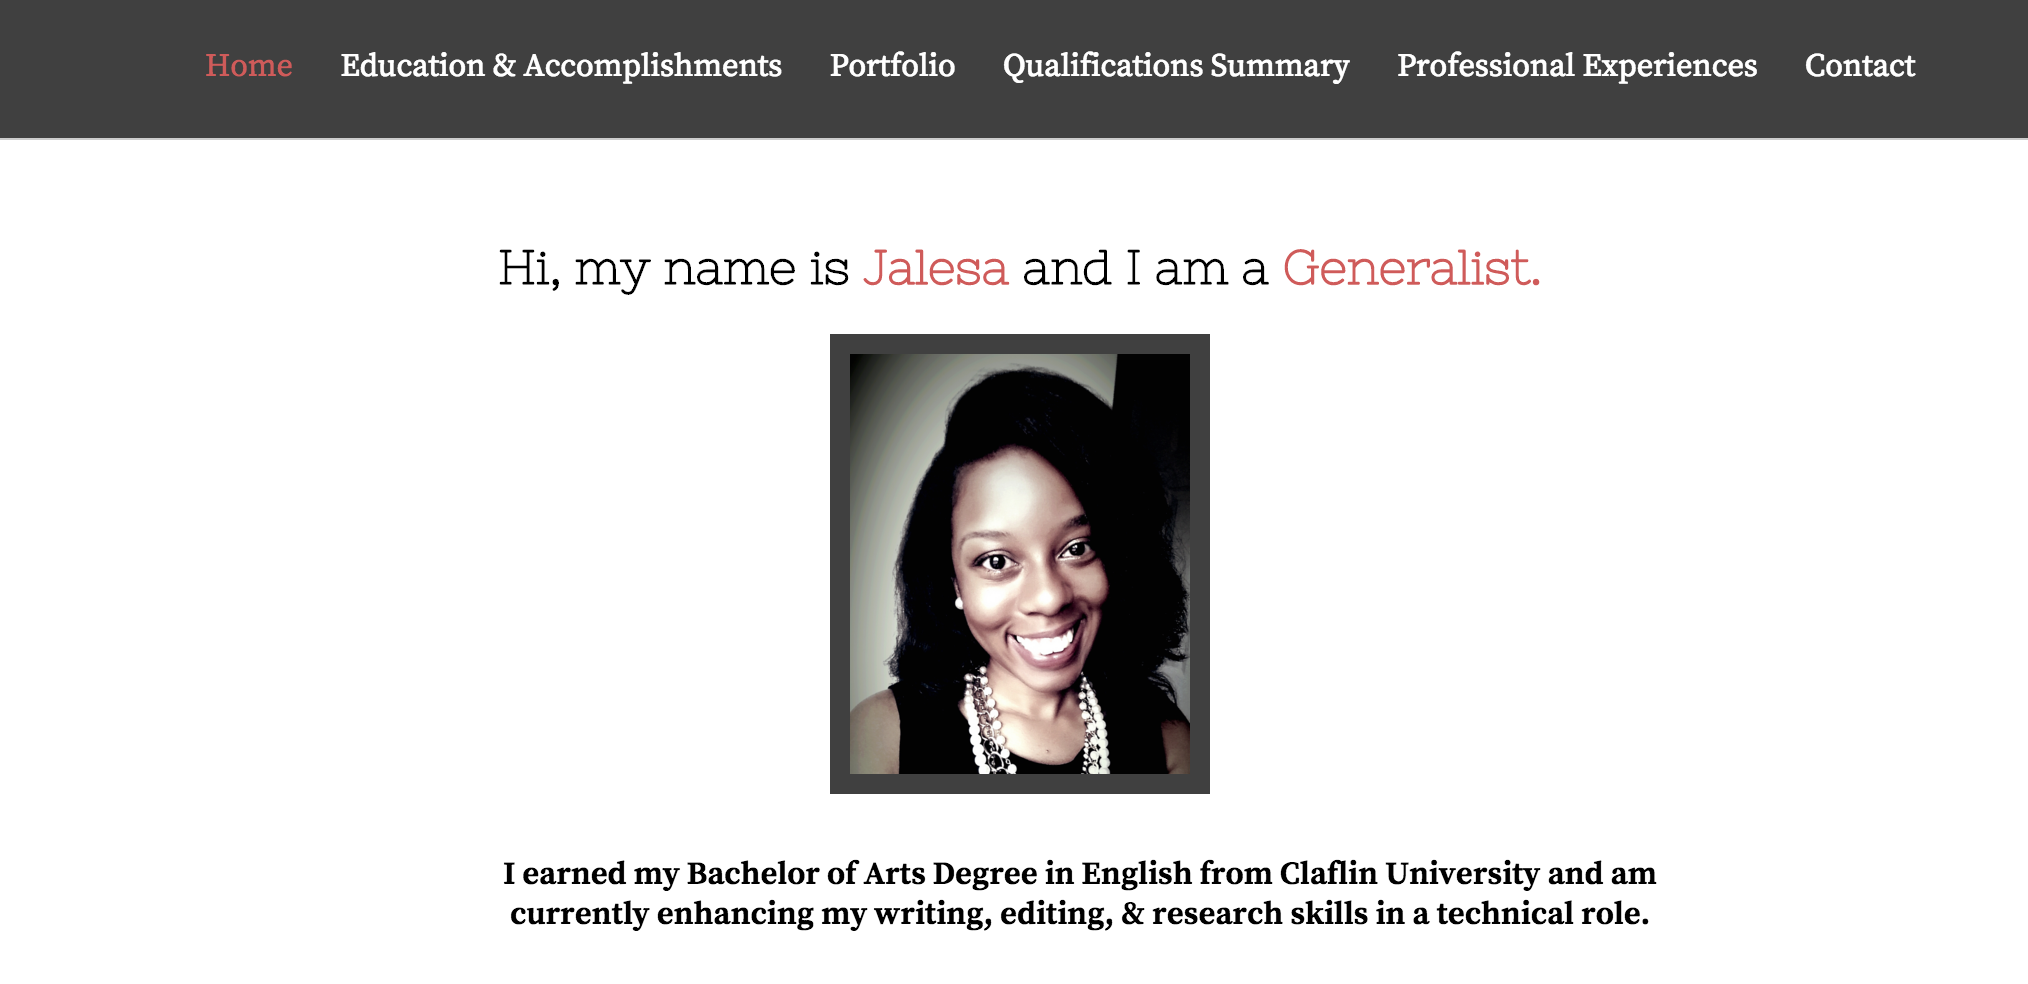 Home Education & Accomplishments Portfolio Qualifications Summary Professional Experiences Contact
Hi, my name is Jalesa and I am a Generalist.
I earned my Bachelor of Arts Degree in English from Claflin University and am
currently enhancing my writing, editing, & research skills in a technical role.